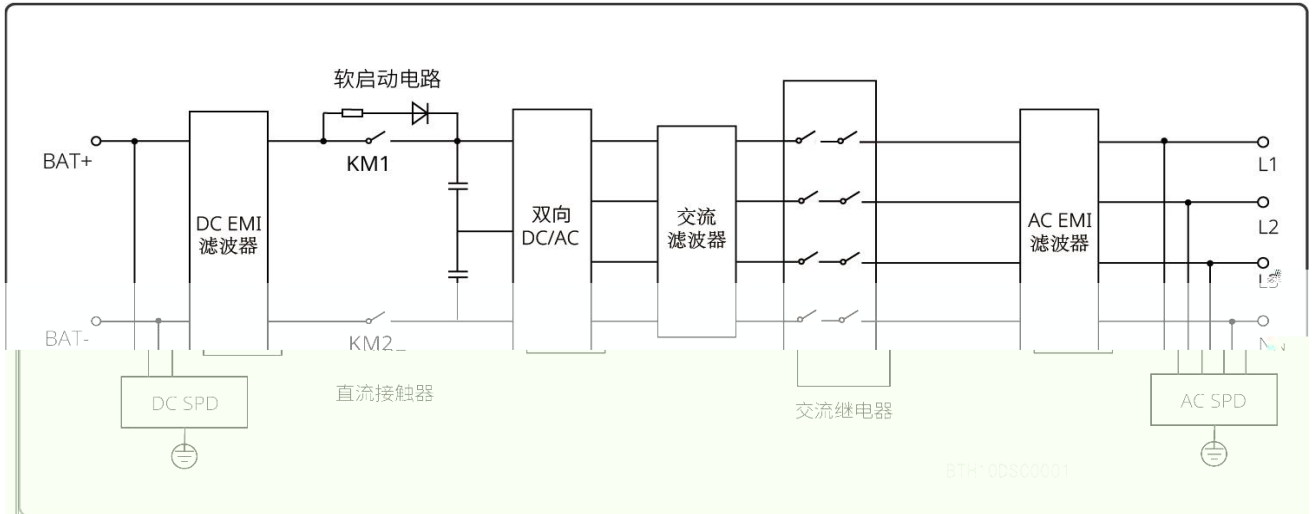 软启动电路
BAT+
KM1
L1
DC EMI
滤波器
双向
DC/AC
交流
滤波器
AC EMI
滤波器
L2
L3
BAT-
KM2
N
DC SPD
直流接触器
交流继电器
AC SPD
BTH10DSC0001